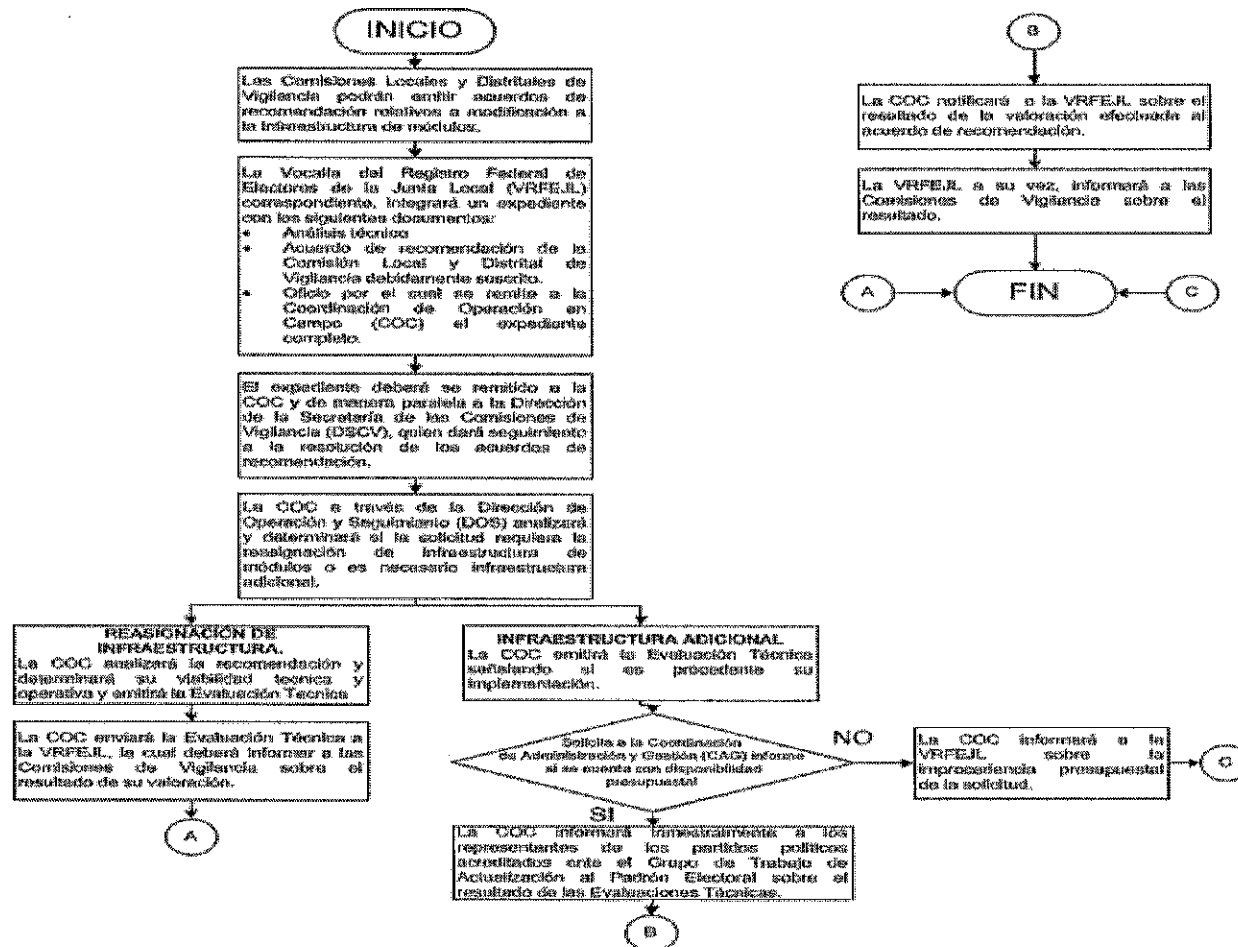 INICIO
Las Comisiones Locales y Distritales de
Vigilancia podrán emitir acuerdos de
recomendación relativos a modificación a
la infraestructura de módulos.
La Vocalía del Registro Federal de
Electores de la Junta Local (VRFEJL)
correspondiente, integrará un expediente
con los siguientes documentos:
• Análisis técnico
• Acuerdo de recomendación de la
Comisión Local y Distrital de
Vigilancia debidamente suscrito.
• Oficio por el cual se remite a la
Coordinación de Operación en
Campo (COC) el expediente
completo.
El expediente deberá se remitido a la
COC y de manera paralela a la Dirección
de la Secretaría de las Comisiones de
Vigilancia (DSCV), quien dará seguimiento
a la resolución de los acuerdos de
recomendación.
La COC a través de la Dirección de
Operación y Seguimiento (DOS) analizará
y determinará si la solicitud requiere la
reasignación de infraestructura de
módulos o es necesario infraestructura
adicional.
REASIGNACIÓN DE
INFRAESTRUCTURA.
La COC analizará la recomendación y
determinará su viabilidad tecnica y
operativa y emitirá la Evaluación Tecnica
La COC enviará la Evaluación Técnica a
la VRFEJL, la cual deberá informar a las
Comisiones de Vigilancia sobre el
resultado de su valoración.
A
INFRAESTRUCTURA ADICIONAL
La COC emitirá la Evaluación Técnica
señalando si es procedente su
implementación.
Solicita a la Coordinación
de Administración y Gestión (CAG) informe
si se cuenta con disponibilidad
presupuestal
NO
La COC informará a la
VRFEJL sobre la
improcedencia presupuestal
de la solicitud.
C
SI
La COC informará trimestralmente a los
representantes de los partidos políticos
acreditados ante el Grupo de Trabajo de
Actualización al Padrón Electoral sobre el
resultado de las Evaluaciones Técnicas.
B
B
La COC notificará a la VRFEJL sobre el
resultado de la valoración efectuada al
acuerdo de recomendación.
La VRFEJL a su vez, informará a las
Comisiones de Vigilancia sobre el
resultado.
A
FIN
C